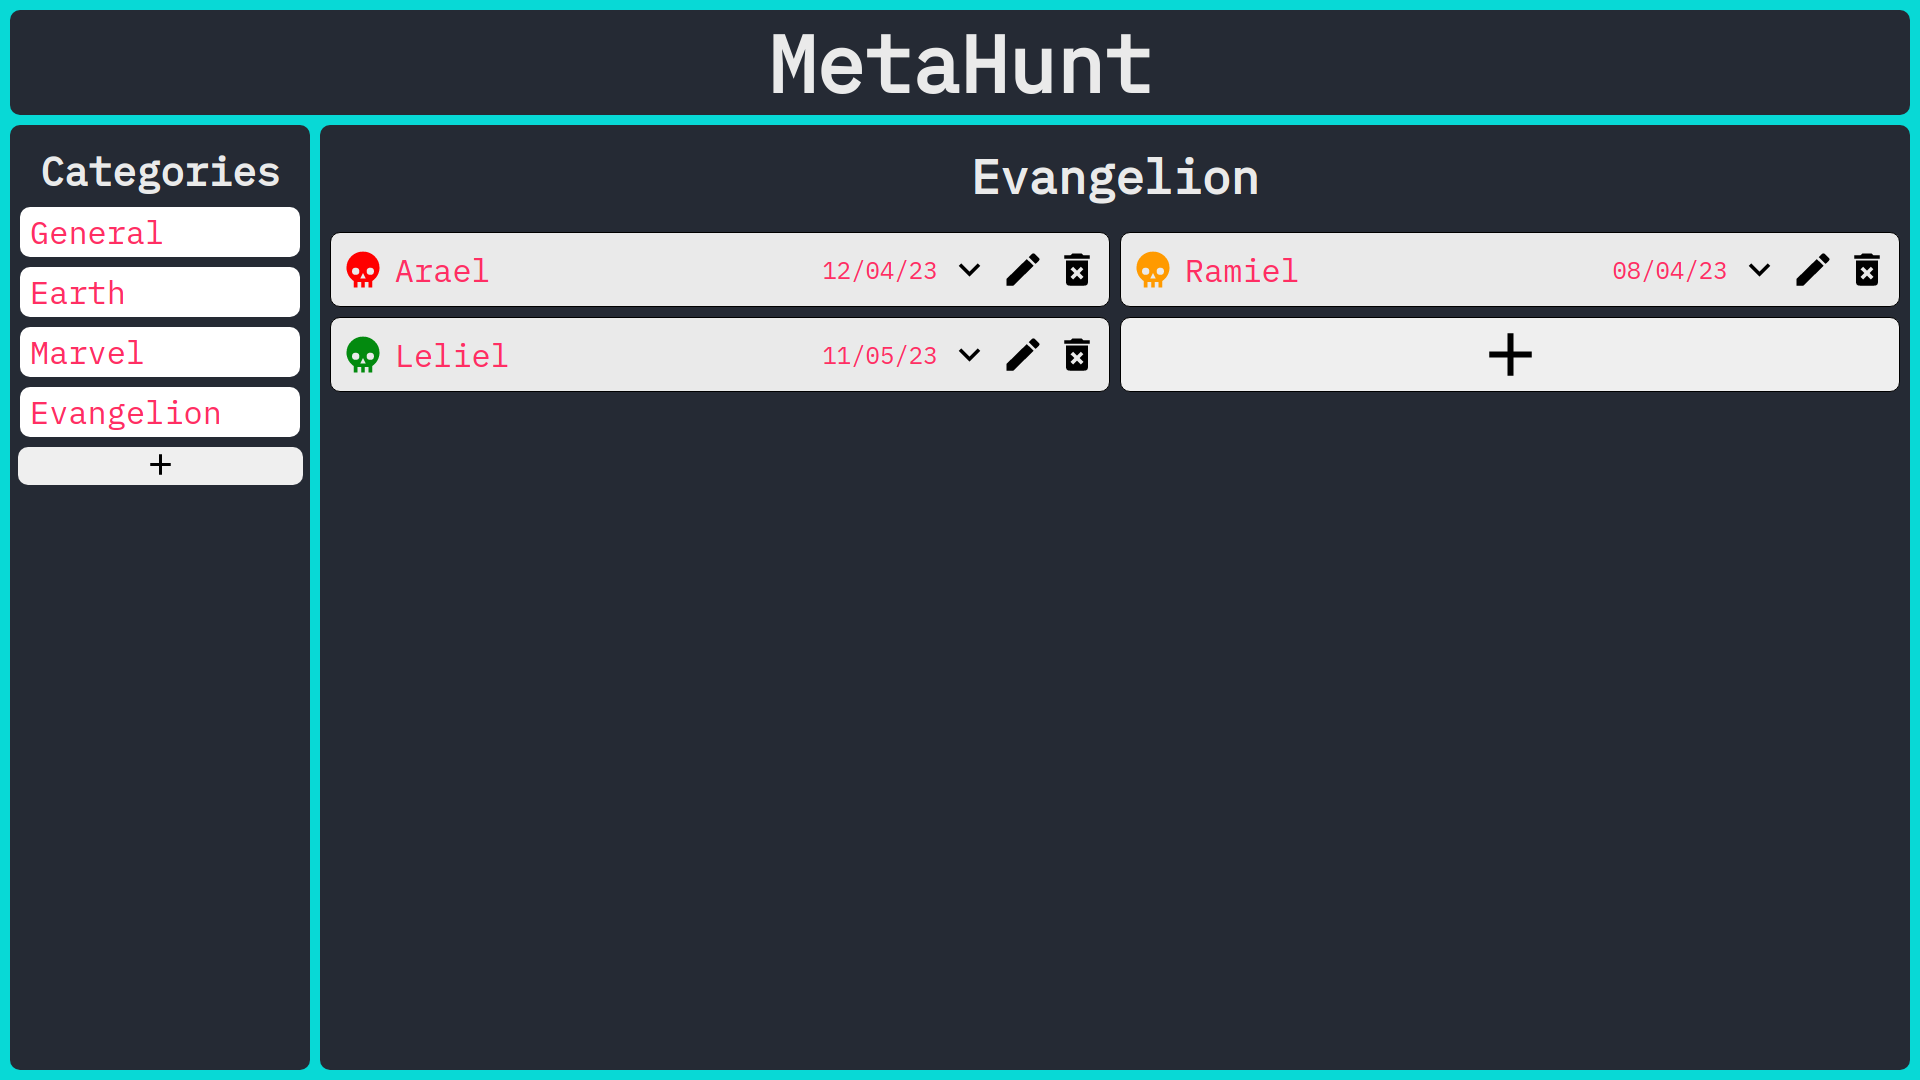 MetaHunt
Categories
General
Earth
Marvel
Evangelion
Evangelion
Arael 12/04/23
Ramiel 08/04/23
Leliel 11/05/23